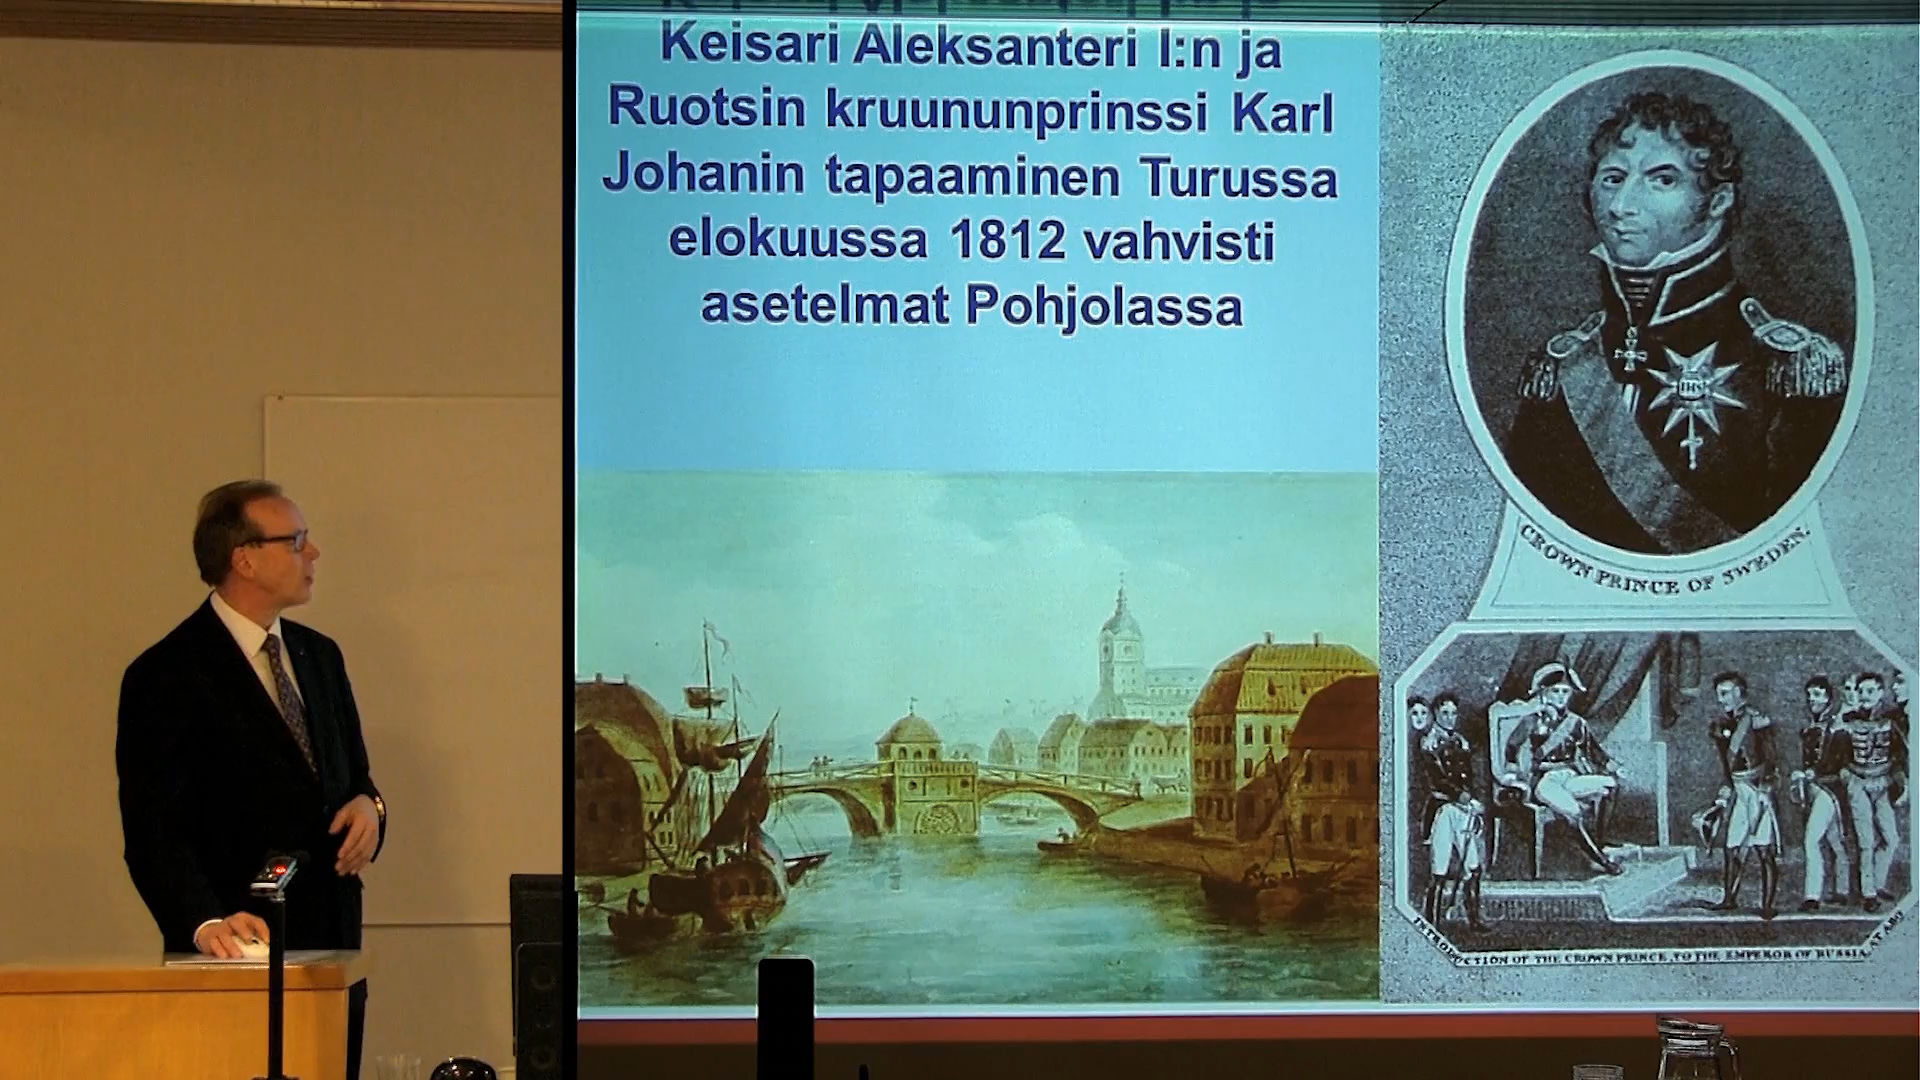 Keisari Aleksanteri I:n ja
Ruotsin kruununprinssi Karl
Johanin tapaaminen Turussa
elokuussa 1812 vahvisti
asetelmat Pohjolassa
IHS
CROWN PRINCE OF SWEDEN.
INTRODUCTION OF THE CROWN PRINCE, TO THE EMPEROR OF RUSSIA, AT ABO